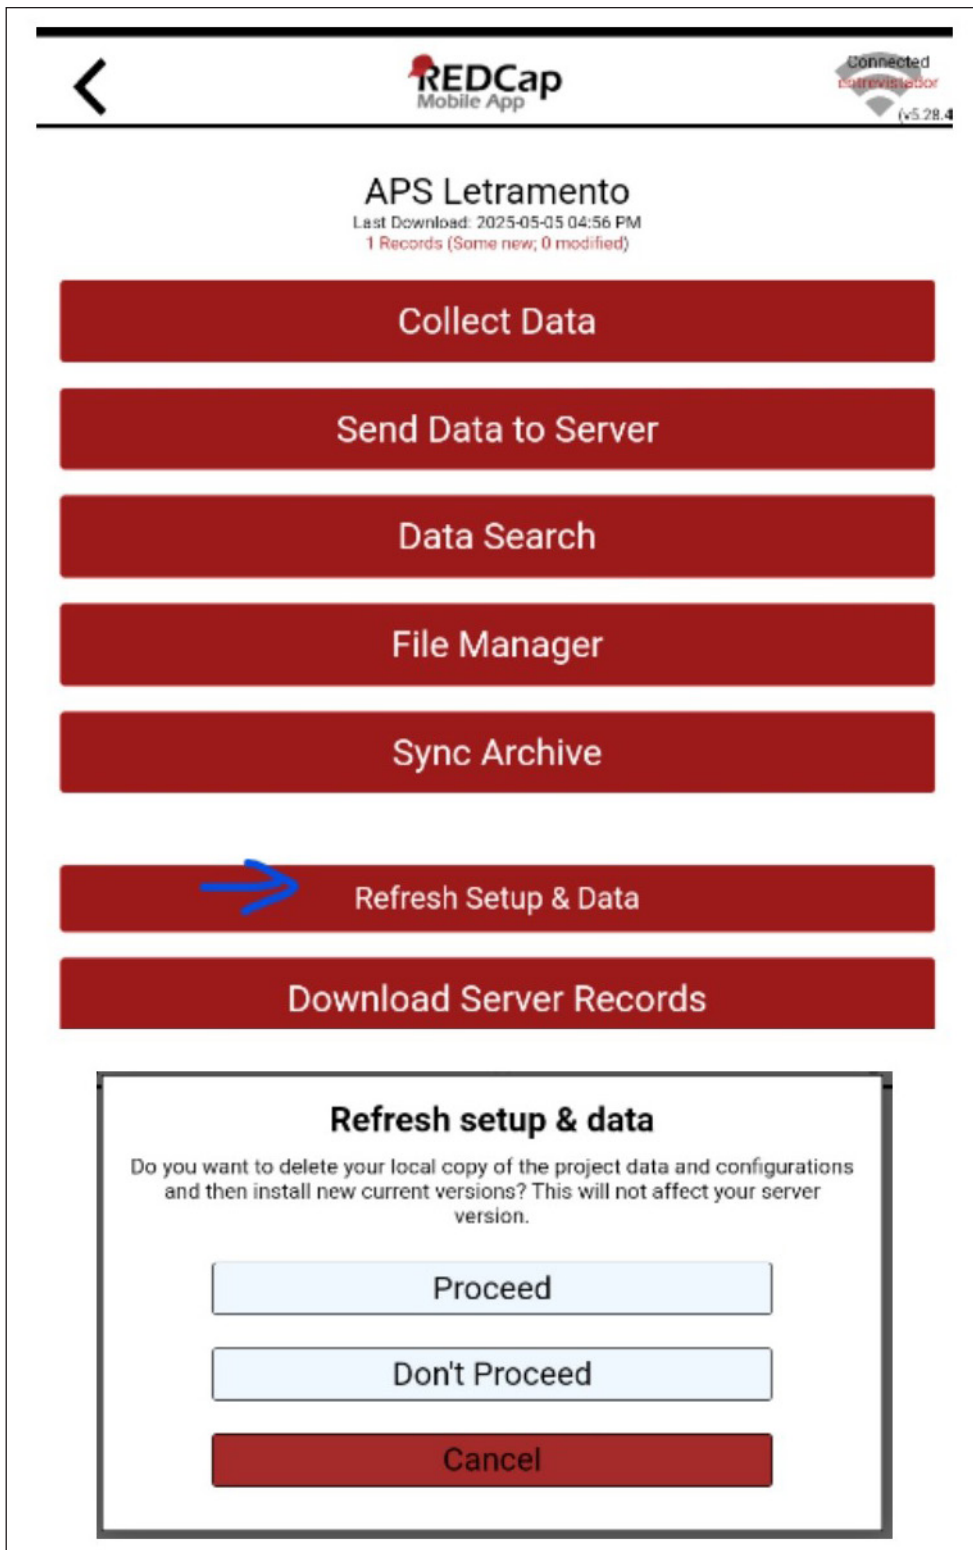 REDCap
Mobile App
Connected
entrevistador
(v5.28.4
APS Letramento
Last Download: 2025-05-05 04:56 PM
1 Records (Some new; 0 modified)
Collect Data
Send Data to Server
Data Search
File Manager
Sync Archive
Refresh Setup & Data
Download Server Records
Refresh setup & data
Do you want to delete your local copy of the project data and configurations
and then install new current versions? This will not affect your server
version.
Proceed
Don't Proceed
Cancel